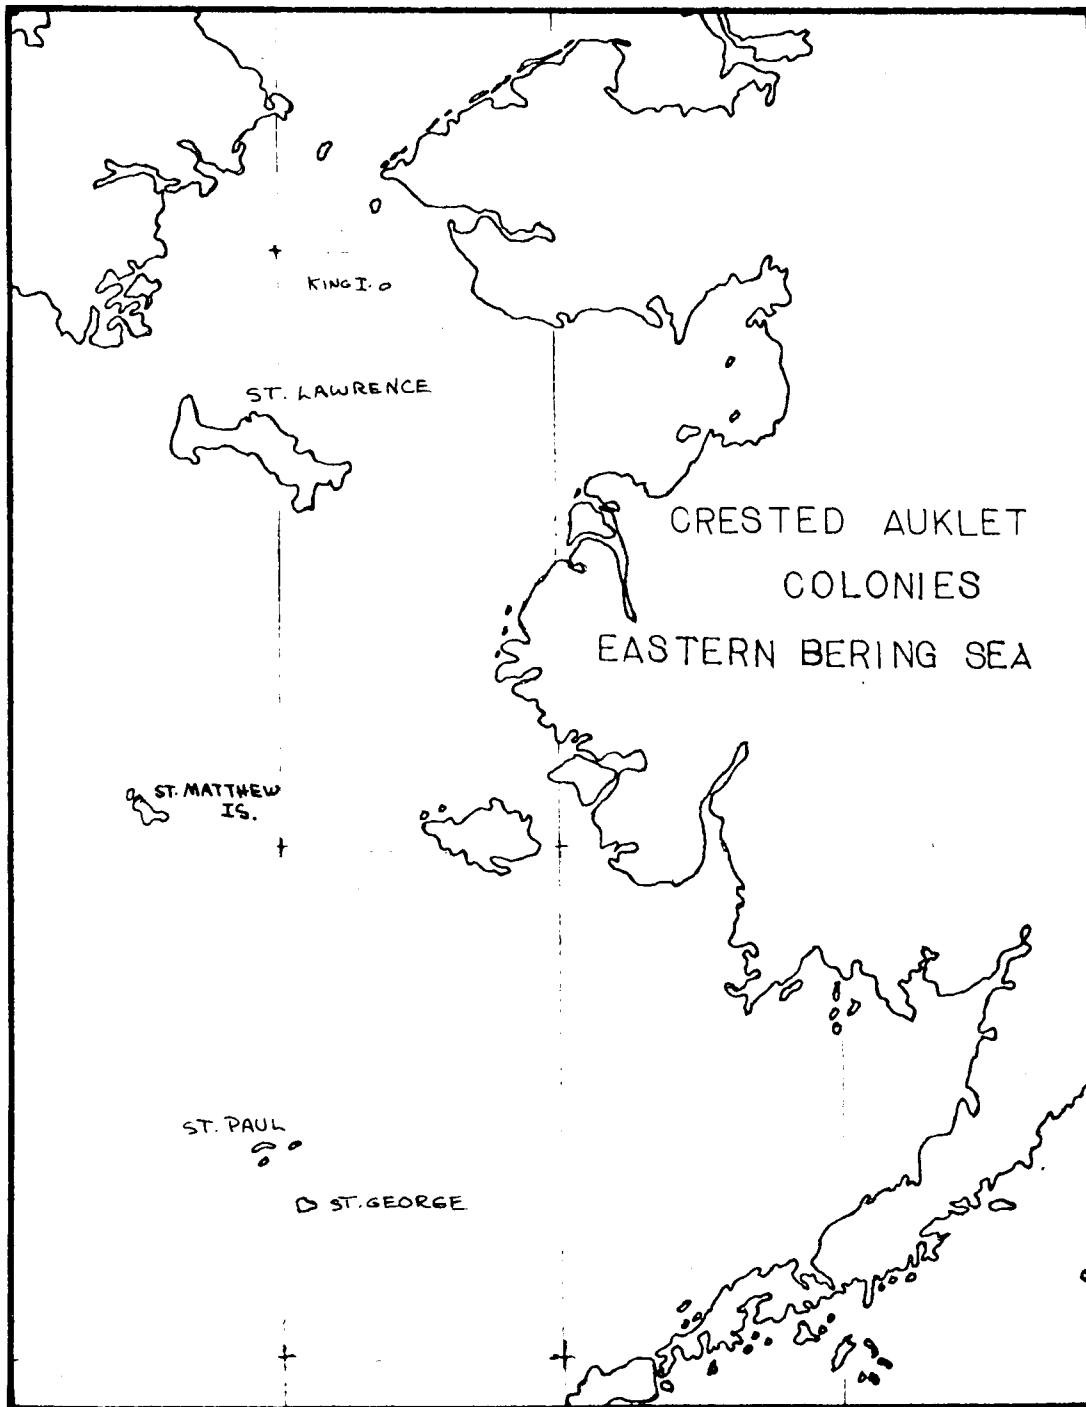 KING I.
ST. LAWRENCE
CRESTED AUKLET
COLONIES
EASTERN BERING SEA
ST. MATTHEW
IS.
ST. PAUL
ST. GEORGE